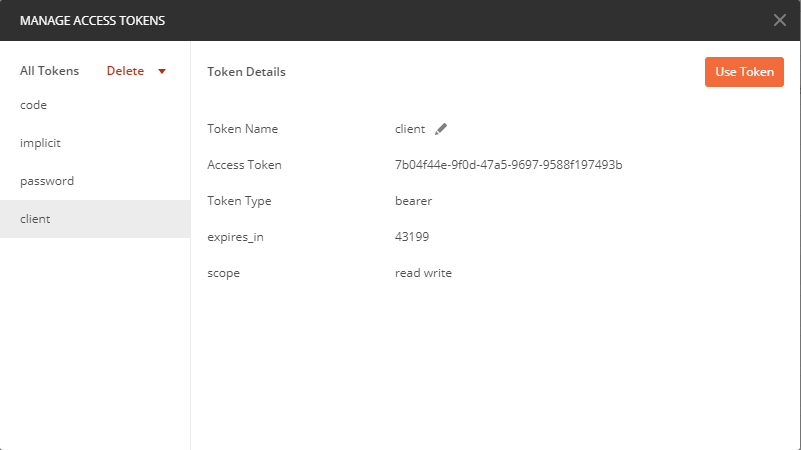 MANAGE ACCESS TOKENS
All Tokens Delete
code
implicit
password
client
Token Details
Use Token
Token Name client
Access Token 7b04f44e-9f0d-47a5-9697-9588f197493b
Token Type bearer
expires_in 43199
scope read write